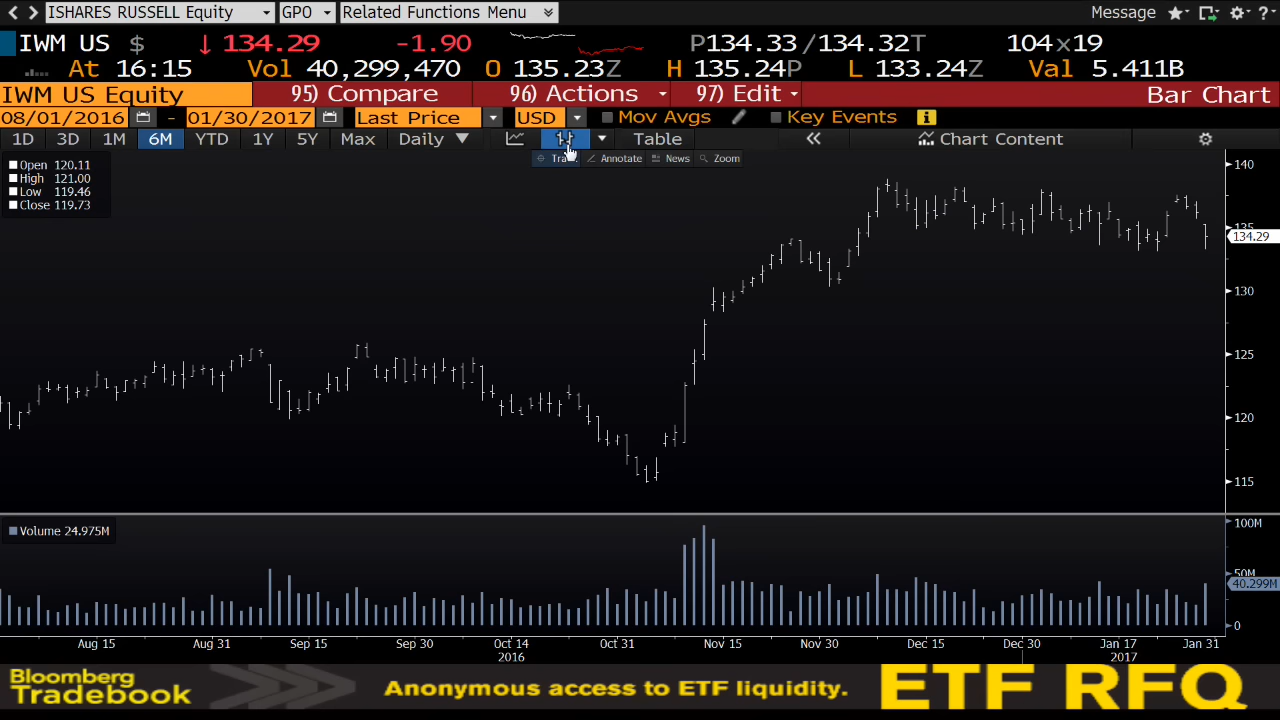 ISHARES RUSSELL Equity GPO Related Functions Menu Message ?
IWM US $ ↓ 134.29 -1.90 P134.33 /134.32T 104 x19
At 16:15 Vol 40,299,470 O 135.23Z H 135.24P L 133.24Z Val 5.411B
IWM US Equity 95) Compare 96) Actions 97) Edit Bar Chart
08/01/2016 - 01/30/2017 Last Price USD Mov Avgs Key Events i
1D 3D 1M 6M YTD 1Y 5Y Max Daily Table « Chart Content
Annotate News Zoom
Open 120.11
High 121.00
Low 119.46
Close 119.73
140
135
134.29
130
125
120
115
Volume 24.975M
100M
50M
40.299M
0
Aug 15 Aug 31 Sep 15 Sep 30 Oct 14 Oct 31 Nov 15 Nov 30 Dec 15 Dec 30 Jan 17 Jan 31
2016 2017
Bloomberg
Tradebook
Anonymous access to ETF liquidity.
ETF RFQ